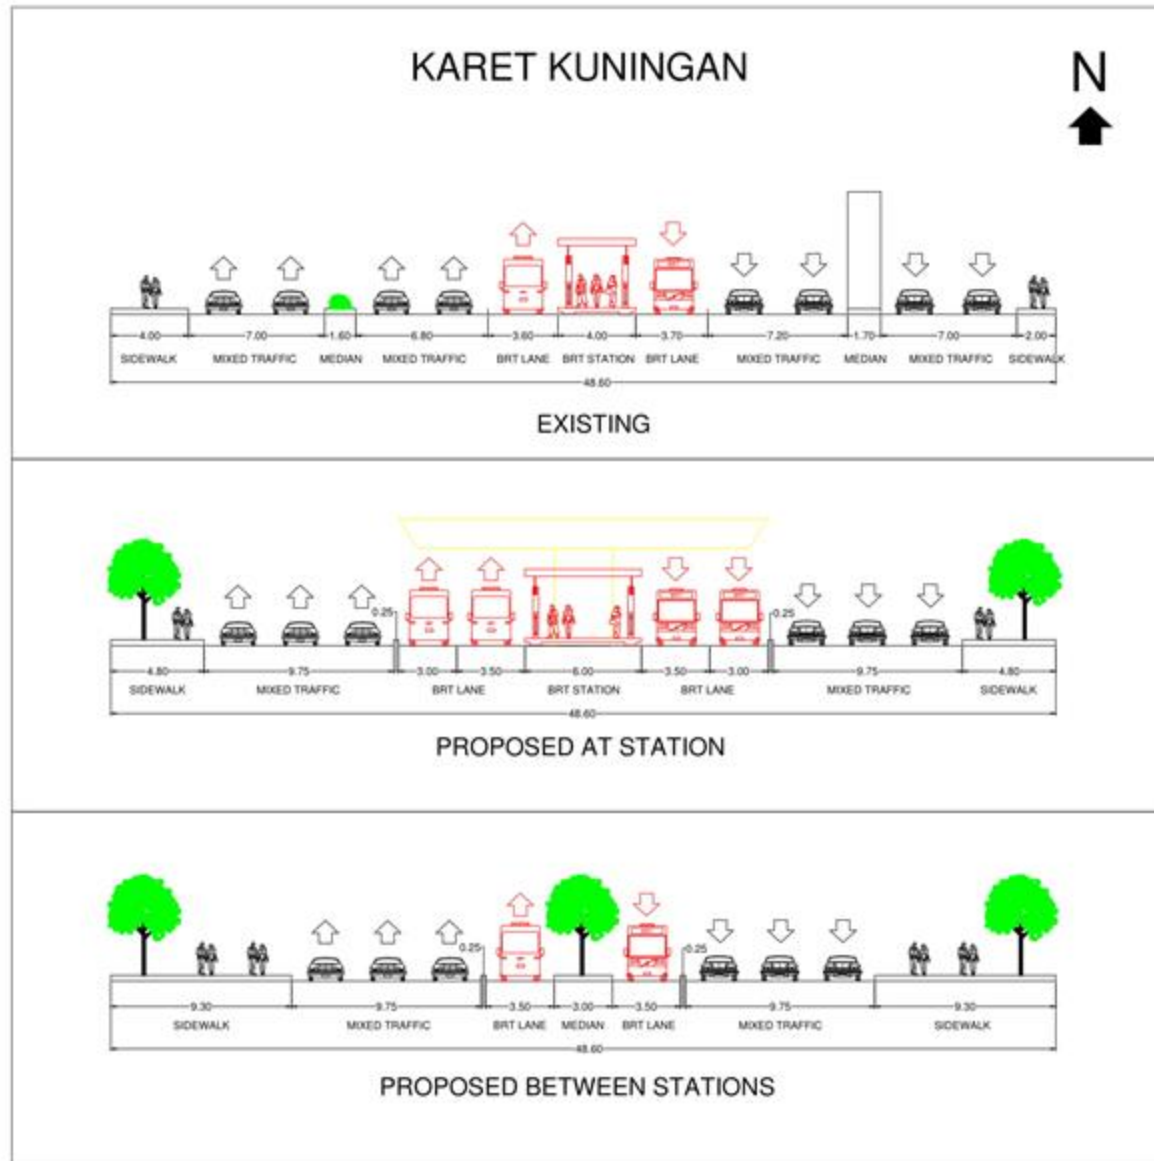 KARET KUNINGAN
N
4.00 7.00 1.60 6.80 3.60 4.00 3.70 7.20 1.70 7.00 2.00
SIDEWALK MIXED TRAFFIC MEDIAN MIXED TRAFFIC BRT LANE BRT STATION BRT LANE MIXED TRAFFIC MEDIAN MIXED TRAFFIC SIDEWALK
48.60
EXISTING
0.25 0.25
4.80 9.75 3.00 3.50 6.00 3.50 3.00 9.75 4.80
SIDEWALK MIXED TRAFFIC BRT LANE BRT STATION BRT LANE MIXED TRAFFIC SIDEWALK
48.60
PROPOSED AT STATION
0.25 0.25
9.30 9.75 3.50 3.00 3.50 9.75 9.30
SIDEWALK MIXED TRAFFIC BRT LANE MEDIAN BRT LANE MIXED TRAFFIC SIDEWALK
48.60
PROPOSED BETWEEN STATIONS